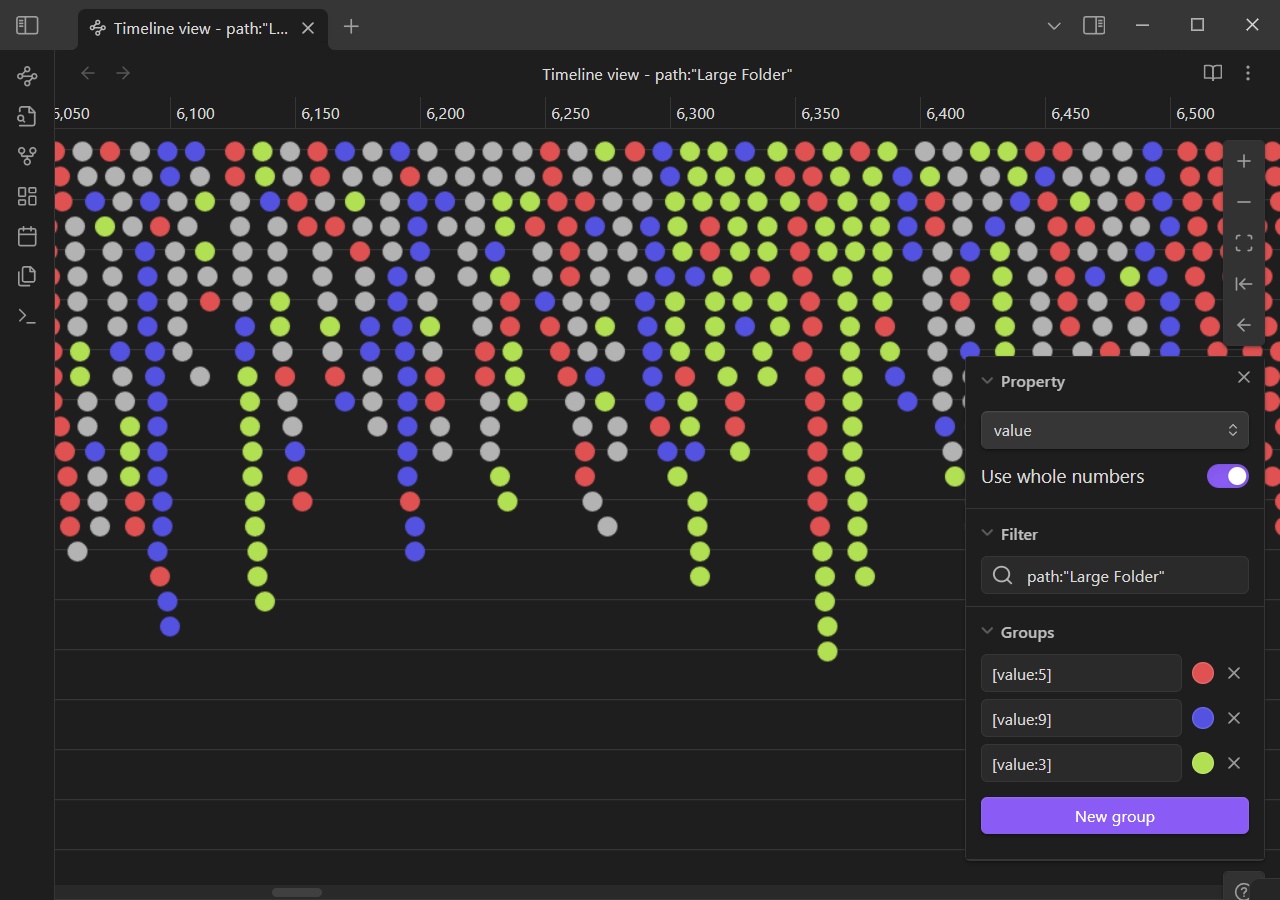 Timeline view - path:"L...
Timeline view - path:"Large Folder"
6,050 6,100 6,150 6,200 6,250 6,300 6,350 6,400 6,450 6,500
Property
value
Use whole numbers
Filter
path:"Large Folder"
Groups
[value:5]
[value:9]
[value:3]
New group